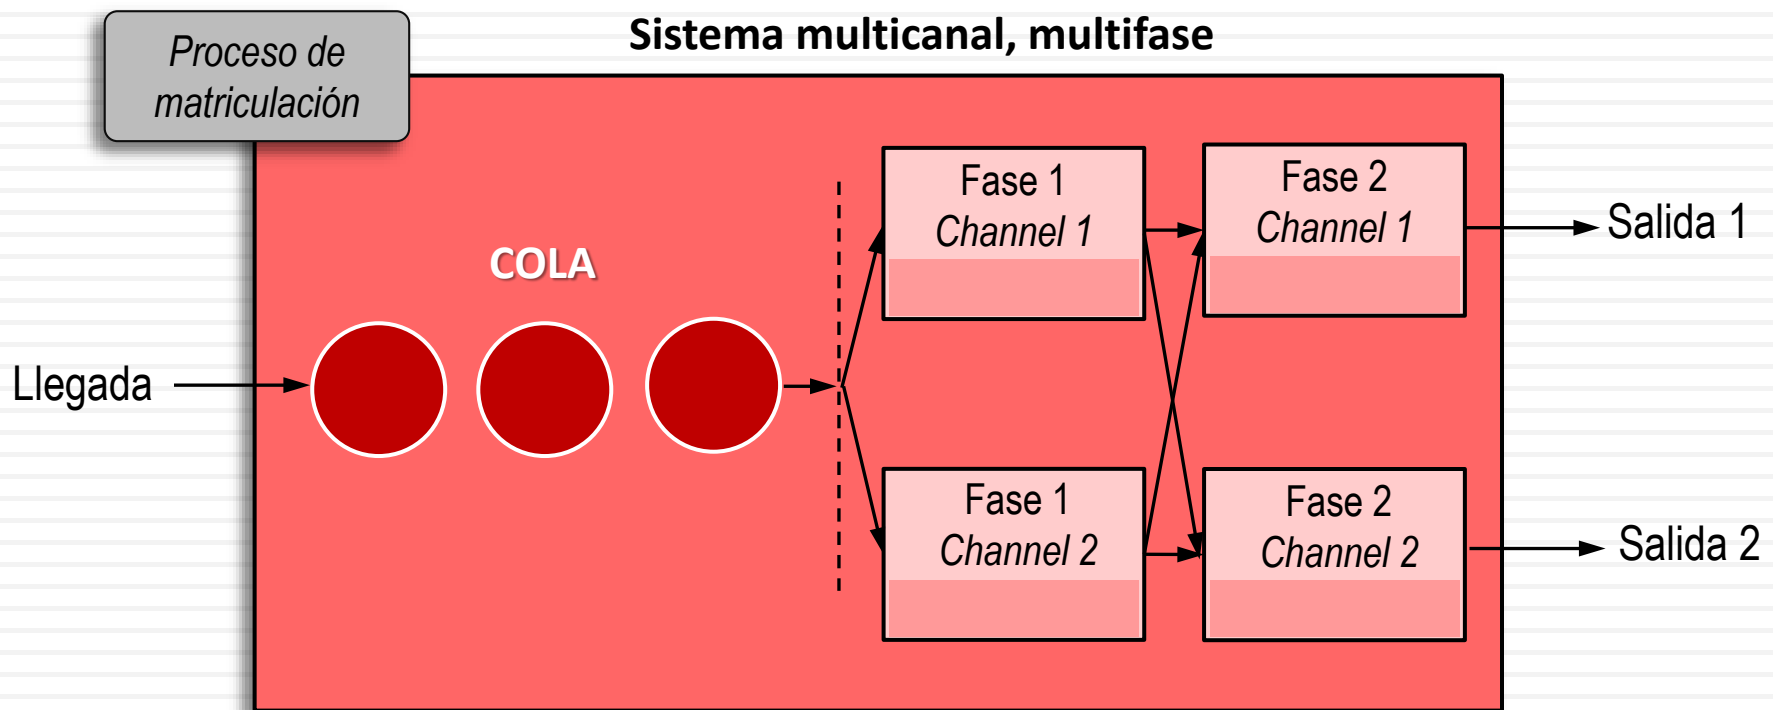 Sistema multicanal, multifase
Proceso de
matriculación
Fase 1
Channel 1
Fase 2
Channel 1
Salida 1
COLA
Llegada
Fase 1
Channel 2
Fase 2
Channel 2
Salida 2